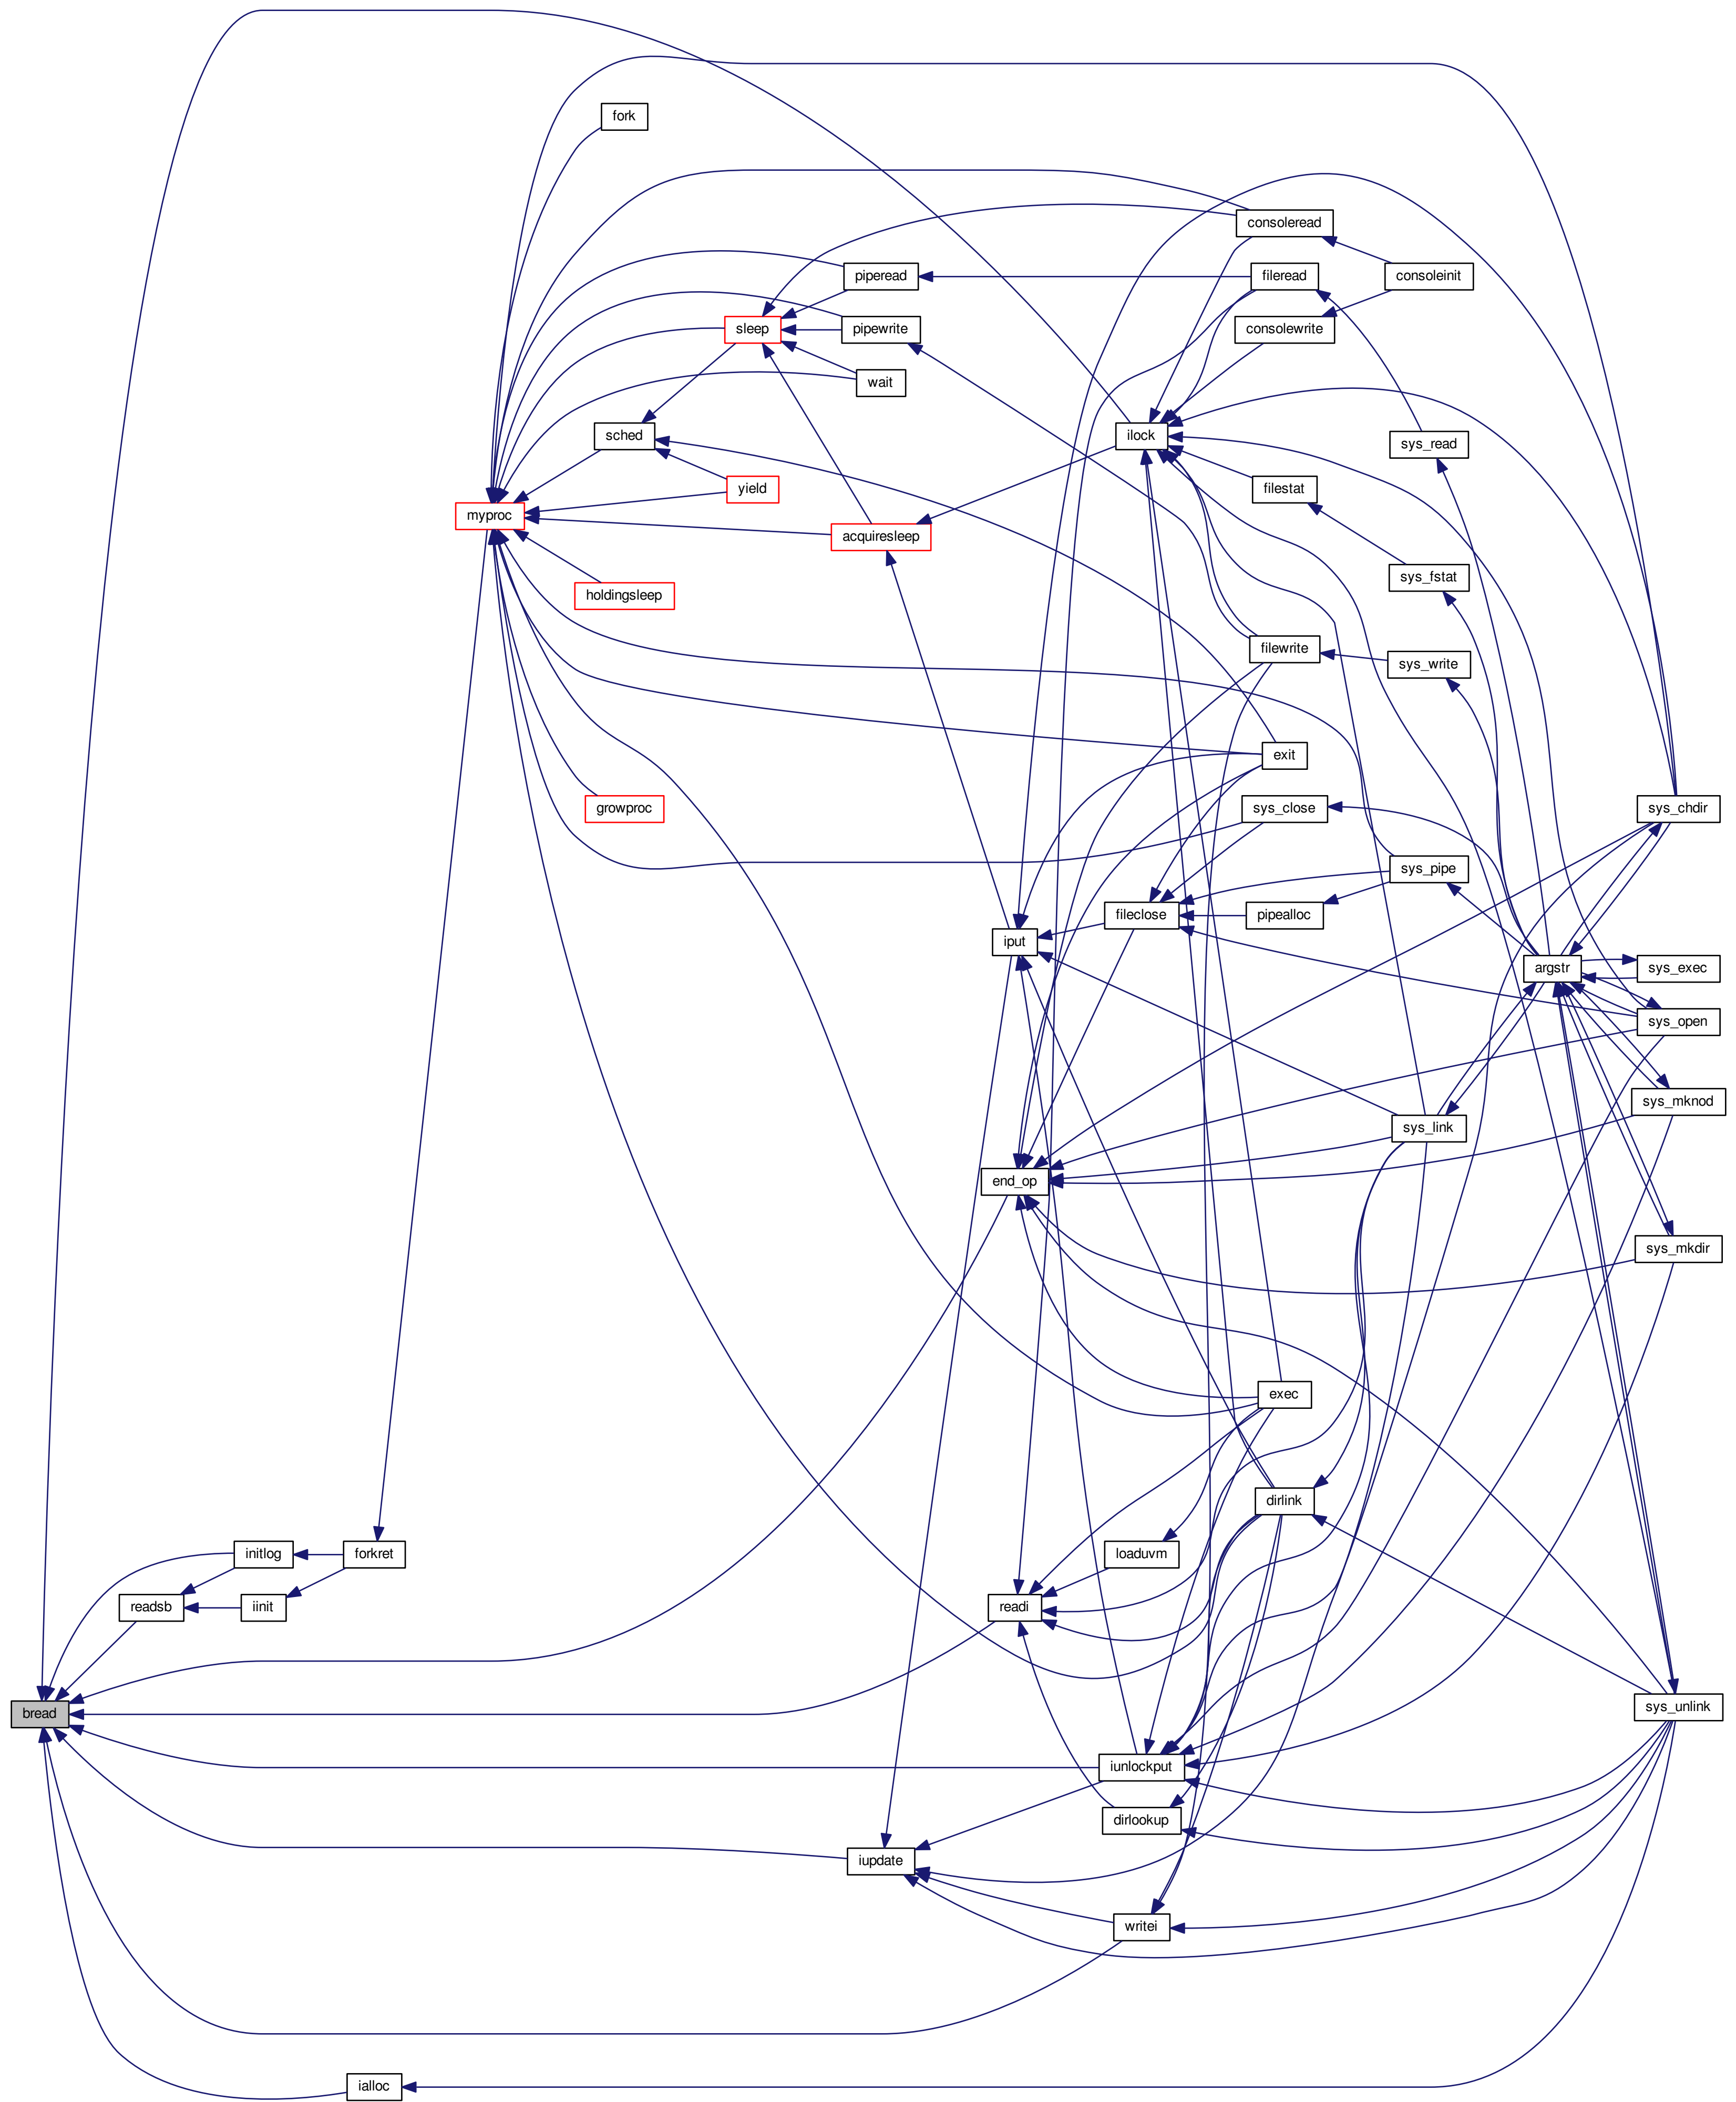 fork
consoleread
piperead
fileread
consoleinit
sleep
pipewrite
consolewrite
wait
sched
ilock
sys_read
yield
filestat
myproc
acquiresleep
sys_fstat
holdingsleep
filewrite
sys_write
exit
growproc
sys_close
sys_chdir
sys_pipe
fileclose
pipealloc
iput
argstr
sys_exec
sys_open
sys_mknod
sys_link
end_op
sys_mkdir
exec
dirlink
initlog
forkret
loaduvm
readsb
iinit
readi
bread
sys_unlink
iunlockput
dirlookup
iupdate
writei
ialloc